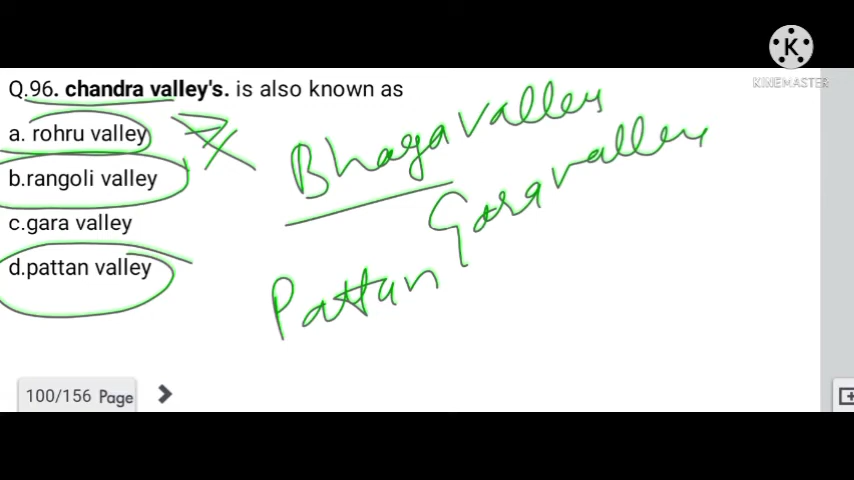 K
KINEMASTER
Q.96. chandra valley's. is also known as
a. rohru valley
b.rangoli valley
c.gara valley
d.pattan valley
Bhaga valley
Gara valley
Pattan
100/156 Page